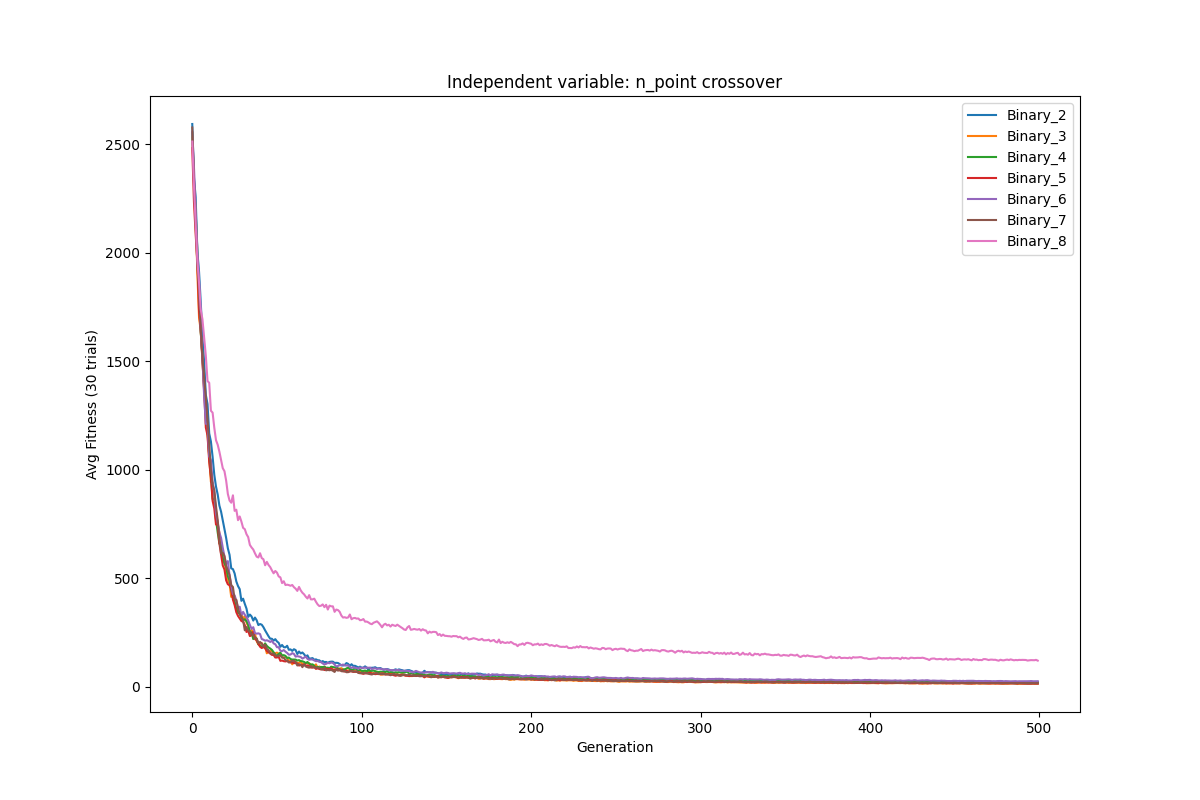 Independent variable: n_point crossover
Avg Fitness (30 trials)
2500
2000
1500
1000
500
0
Binary_2
Binary_3
Binary_4
Binary_5
Binary_6
Binary_7
Binary_8
0 100 200 300 400 500
Generation